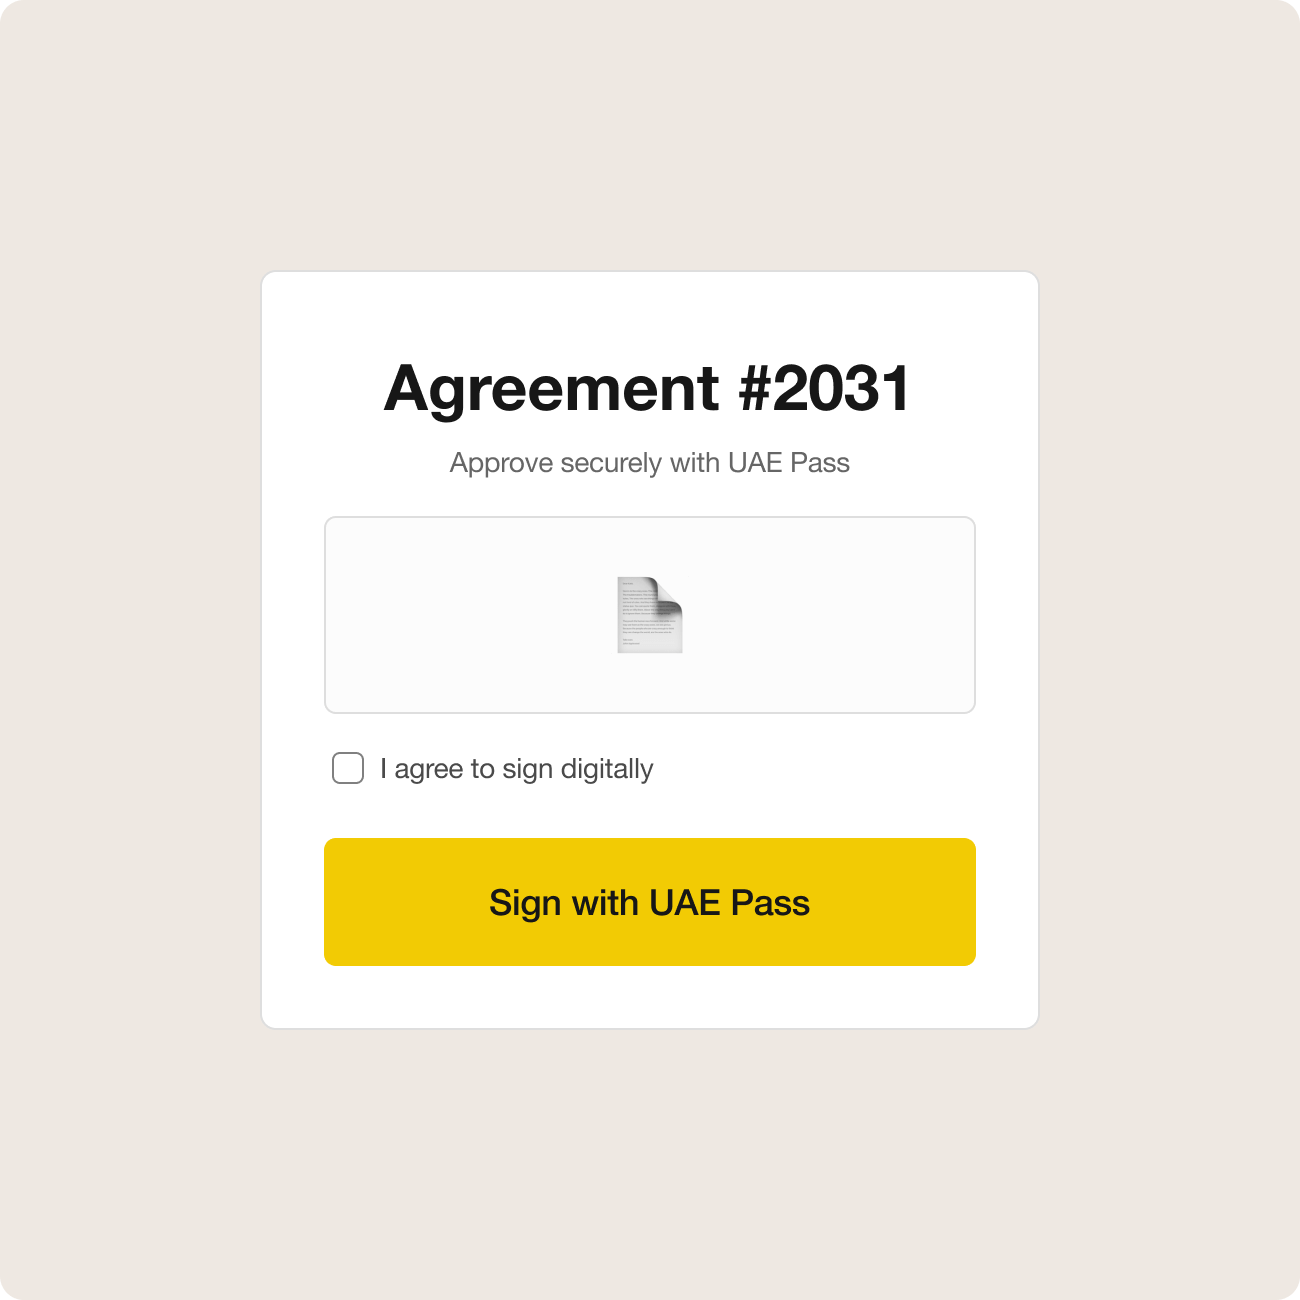 Agreement #2031
Approve securely with UAE Pass
I agree to sign digitally
Sign with UAE Pass